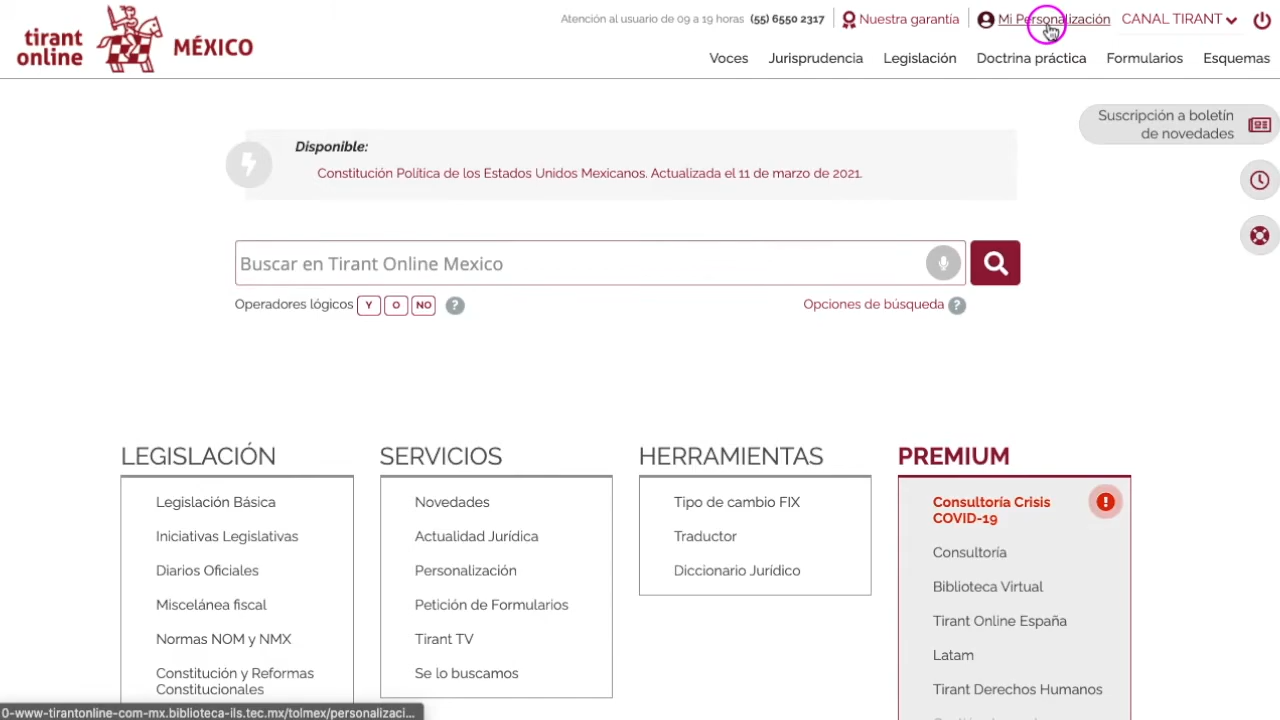 tirant
online
MÉXICO
Atención al usuario de 09 a 19 horas (55) 6550 2317
Nuestra garantía
Mi Personalización
CANAL TIRANT
Voces
Jurisprudencia
Legislación
Doctrina práctica
Formularios
Esquemas
Suscripción a boletín
de novedades
Disponible:
Constitución Política de los Estados Unidos Mexicanos. Actualizada el 11 de marzo de 2021.
Buscar en Tirant Online Mexico
Operadores lógicos Y O NO ?
Opciones de búsqueda ?
LEGISLACIÓN
Legislación Básica
Iniciativas Legislativas
Diarios Oficiales
Miscelánea fiscal
Normas NOM y NMX
Constitución y Reformas
Constitucionales
SERVICIOS
Novedades
Actualidad Jurídica
Personalización
Petición de Formularios
Tirant TV
Se lo buscamos
HERRAMIENTAS
Tipo de cambio FIX
Traductor
Diccionario Jurídico
PREMIUM
Consultoría Crisis
COVID-19
Consultoría
Biblioteca Virtual
Tirant Online España
Latam
Tirant Derechos Humanos
0-www-tirantonline-com-mx.biblioteca-ils.tec.mx/tolmex/personalizaci...